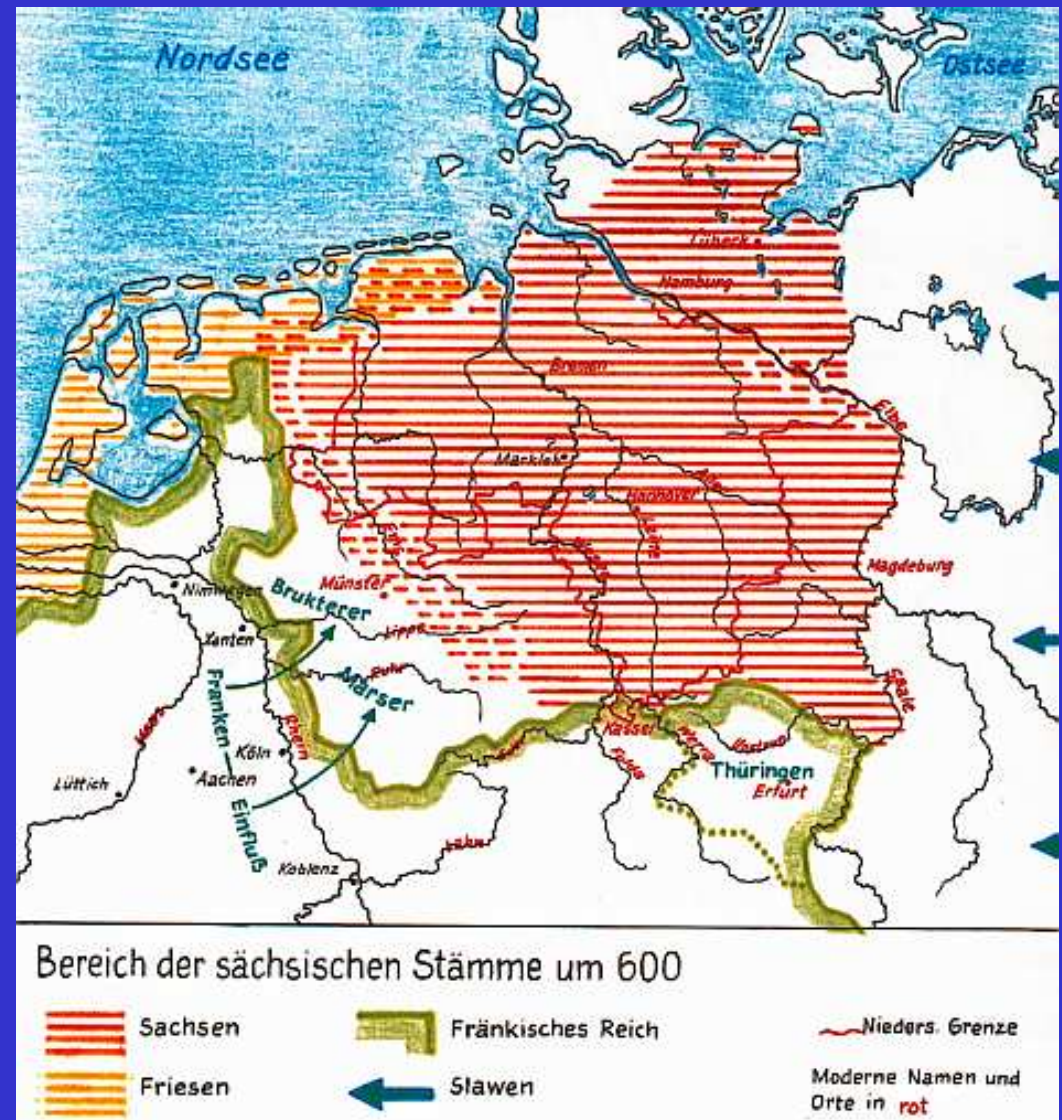 Nordsee
Ostsee
Lübeck
Hamburg
Bremen
Elbe
Markloh
Aller
Hannover
Leine
Weser
Ems
Magdeburg
Münster
Brukterer
Nimwegen
Lippe
Xanten
Ruhr
Marser
Saale
Franken-
Einfluß
Maas
Rhein
Kassel
Werra
Unstrut
Köln
Aachen
Fulda
Thüringen
Erfurt
Lüttich
Lahn
Koblenz
Bereich der sächsischen Stämme um 600
Sachsen
Fränkisches Reich
Nieders. Grenze
Friesen
Slawen
Moderne Namen und
Orte in rot